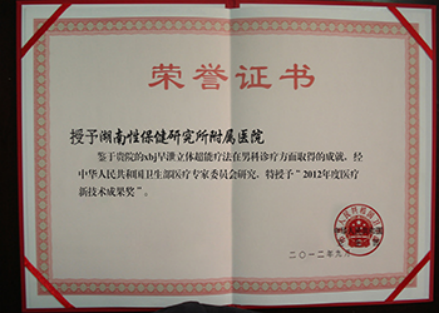 荣誉证书
授予湖南性保健研究所附属医院
鉴于贵院的xbj早泄立体超能疗法在男科诊疗方面取得的成就，经
中华人民共和国卫生部医疗专家委员会研究，特授予“2012年度医疗
新技术成果奖”。
二〇一二年九月